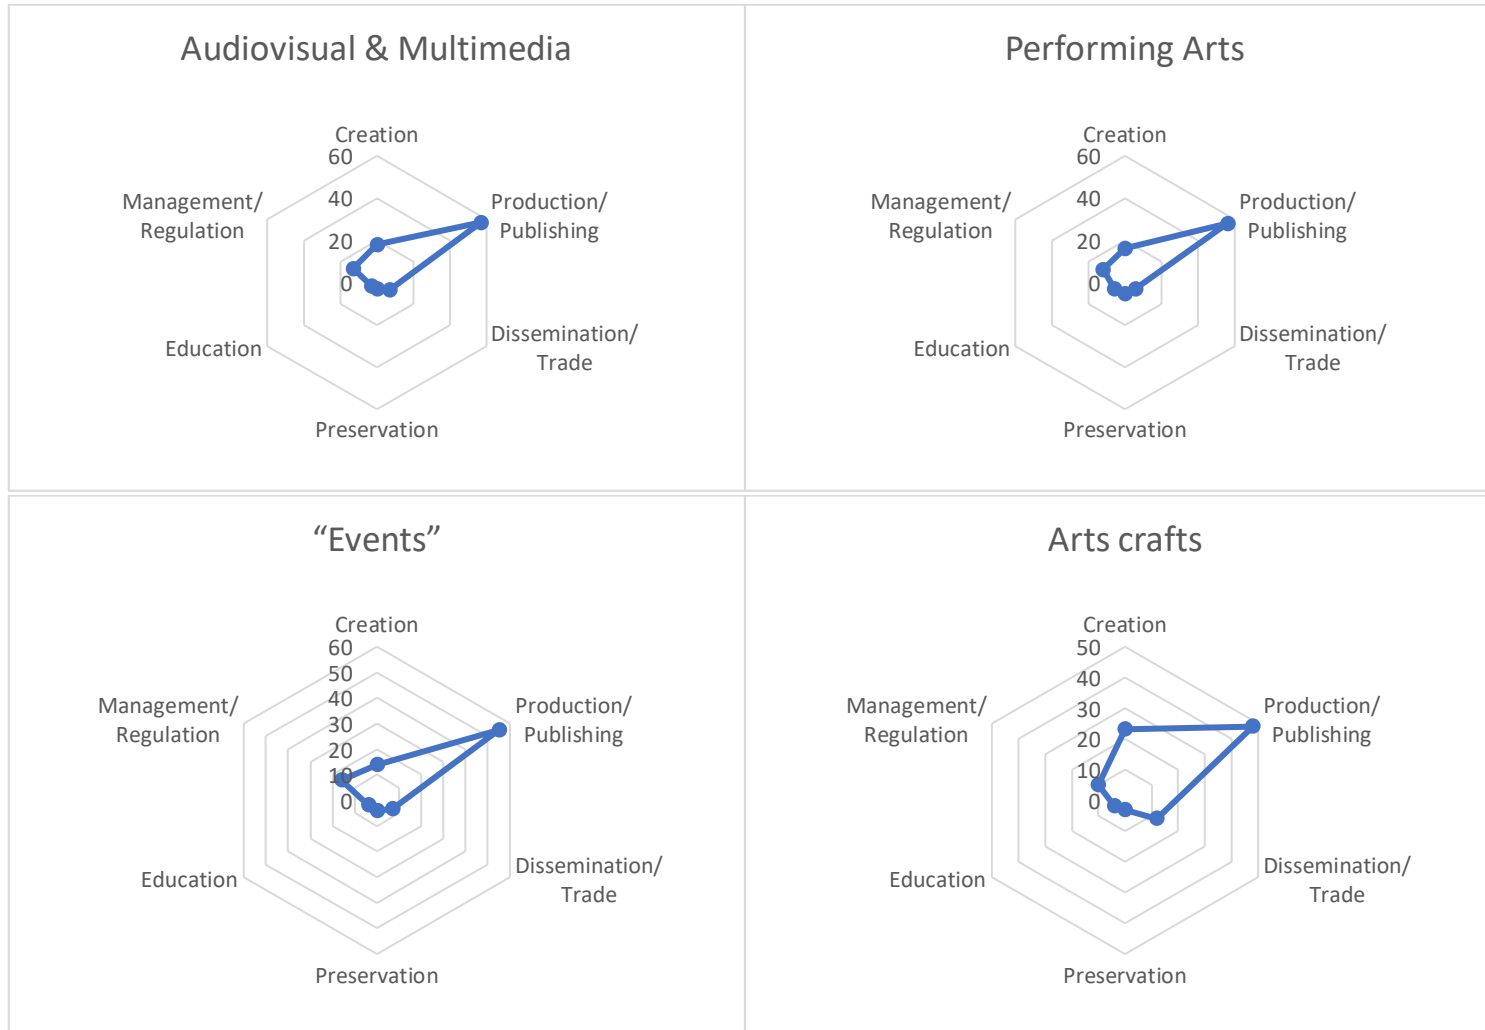 Audiovisual & Multimedia
Creation
60
40
20
0
Management/
Regulation
Production/
Publishing
Education
Dissemination/
Trade
Preservation
Performing Arts
Creation
60
40
20
0
Management/
Regulation
Production/
Publishing
Education
Dissemination/
Trade
Preservation
“Events”
Creation
60
50
40
30
20
10
0
Management/
Regulation
Production/
Publishing
Education
Dissemination/
Trade
Preservation
Arts crafts
Creation
50
40
30
20
10
0
Management/
Regulation
Production/
Publishing
Education
Dissemination/
Trade
Preservation